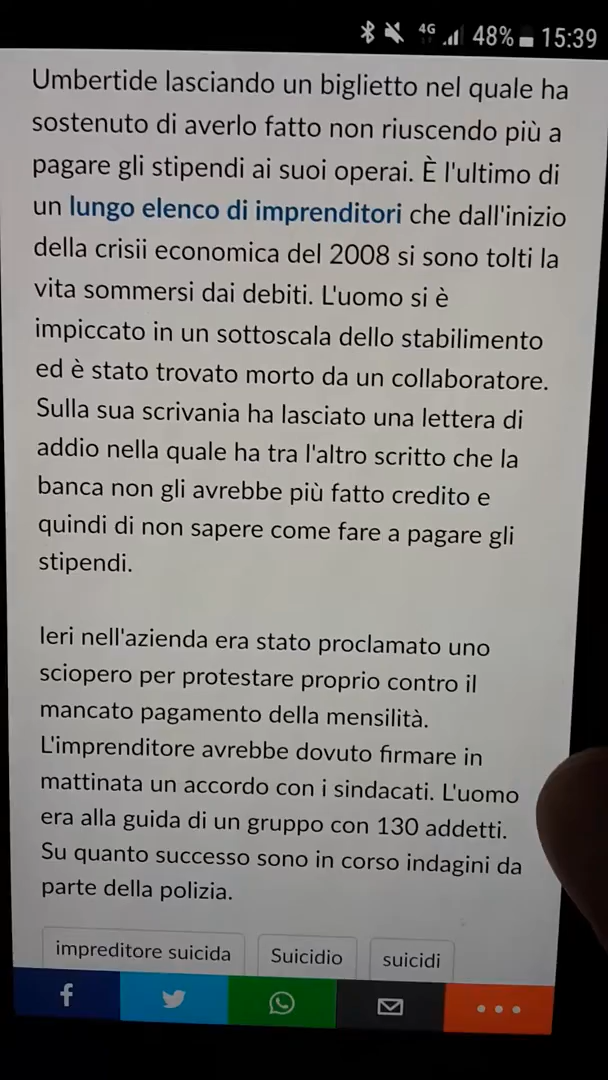 4G 48% 15:39
Umbertide lasciando un biglietto nel quale ha
sostenuto di averlo fatto non riuscendo più a
pagare gli stipendi ai suoi operai. È l'ultimo di
un lungo elenco di imprenditori che dall'inizio
della crisii economica del 2008 si sono tolti la
vita sommersi dai debiti. L'uomo si è
impiccato in un sottoscala dello stabilimento
ed è stato trovato morto da un collaboratore.
Sulla sua scrivania ha lasciato una lettera di
addio nella quale ha tra l'altro scritto che la
banca non gli avrebbe più fatto credito e
quindi di non sapere come fare a pagare gli
stipendi.
Ieri nell'azienda era stato proclamato uno
sciopero per protestare proprio contro il
mancato pagamento della mensilità.
L'imprenditore avrebbe dovuto firmare in
mattinata un accordo con i sindacati. L'uomo
era alla guida di un gruppo con 130 addetti.
Su quanto successo sono in corso indagini da
parte della polizia.
impreditore suicida Suicidio suicidi